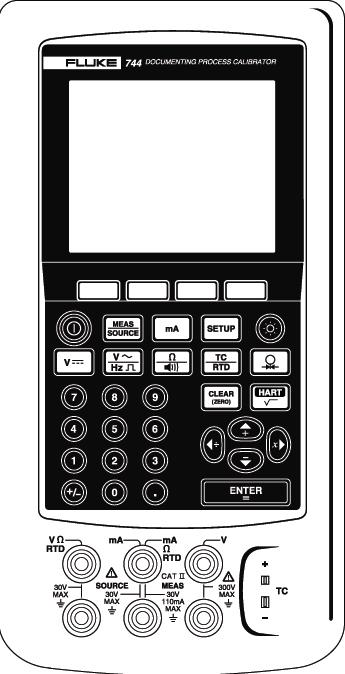 FLUKE 744 DOCUMENTING PROCESS CALIBRATOR
MEAS
SOURCE
mA
SETUP
V
V
Hz
Ω
TC
RTD
7
8
9
CLEAR
(ZERO)
HART
√
4
5
6
÷
+
x
1
2
3
−
+/−
0
.
ENTER
=
V Ω
RTD
mA
mA
Ω
RTD
V
30V
MAX
SOURCE
30V
MAX
CAT II
MEAS
30V
110mA
MAX
300V
MAX
+
TC
−